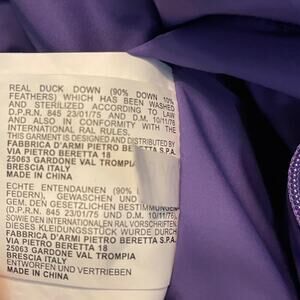 REAL DUCK DOWN (90% DOWN 10%
FEATHERS) WHICH HAS BEEN WASHED
AND STERILIZED ACCORDING TO LAW
D.P.R.N. 845 23/01/75 AND D.M. 10/11/76
AND ALSO IN CONFORMITY WITH THE
INTERNATIONAL RAL RULES.
THIS GARMENT IS DESIGNED AND DISTRIBUTED BY
FABBRICA D'ARMI PIETRO BERETTA S.P.A.
VIA PIETRO BERETTA 18
25063 GARDONE VAL TROMPIA
BRESCIA ITALY
MADE IN CHINA
ECHTE ENTENDAUNEN (90%
FEDERN) GEWASCHEN UND
GEM. DEN GESETZLICHEN BESTIMMUNGEN
D.P.R.N. 845 23/01/75 UND D.M. 10/11/76
SOWIE DEN INTERNATIONALEN RAL VORSCHRIFTEN.
DIESES KLEIDUNGSSTÜCK WURDE DURCH
FABBRICA D'ARMI PIETRO BERETTA S.P.A.
VIA PIETRO BERETTA 18
25063 GARDONE VAL TROMPIA
BRESCIA ITALY
ENTWORFEN UND VERTRIEBEN
MADE IN CHINA